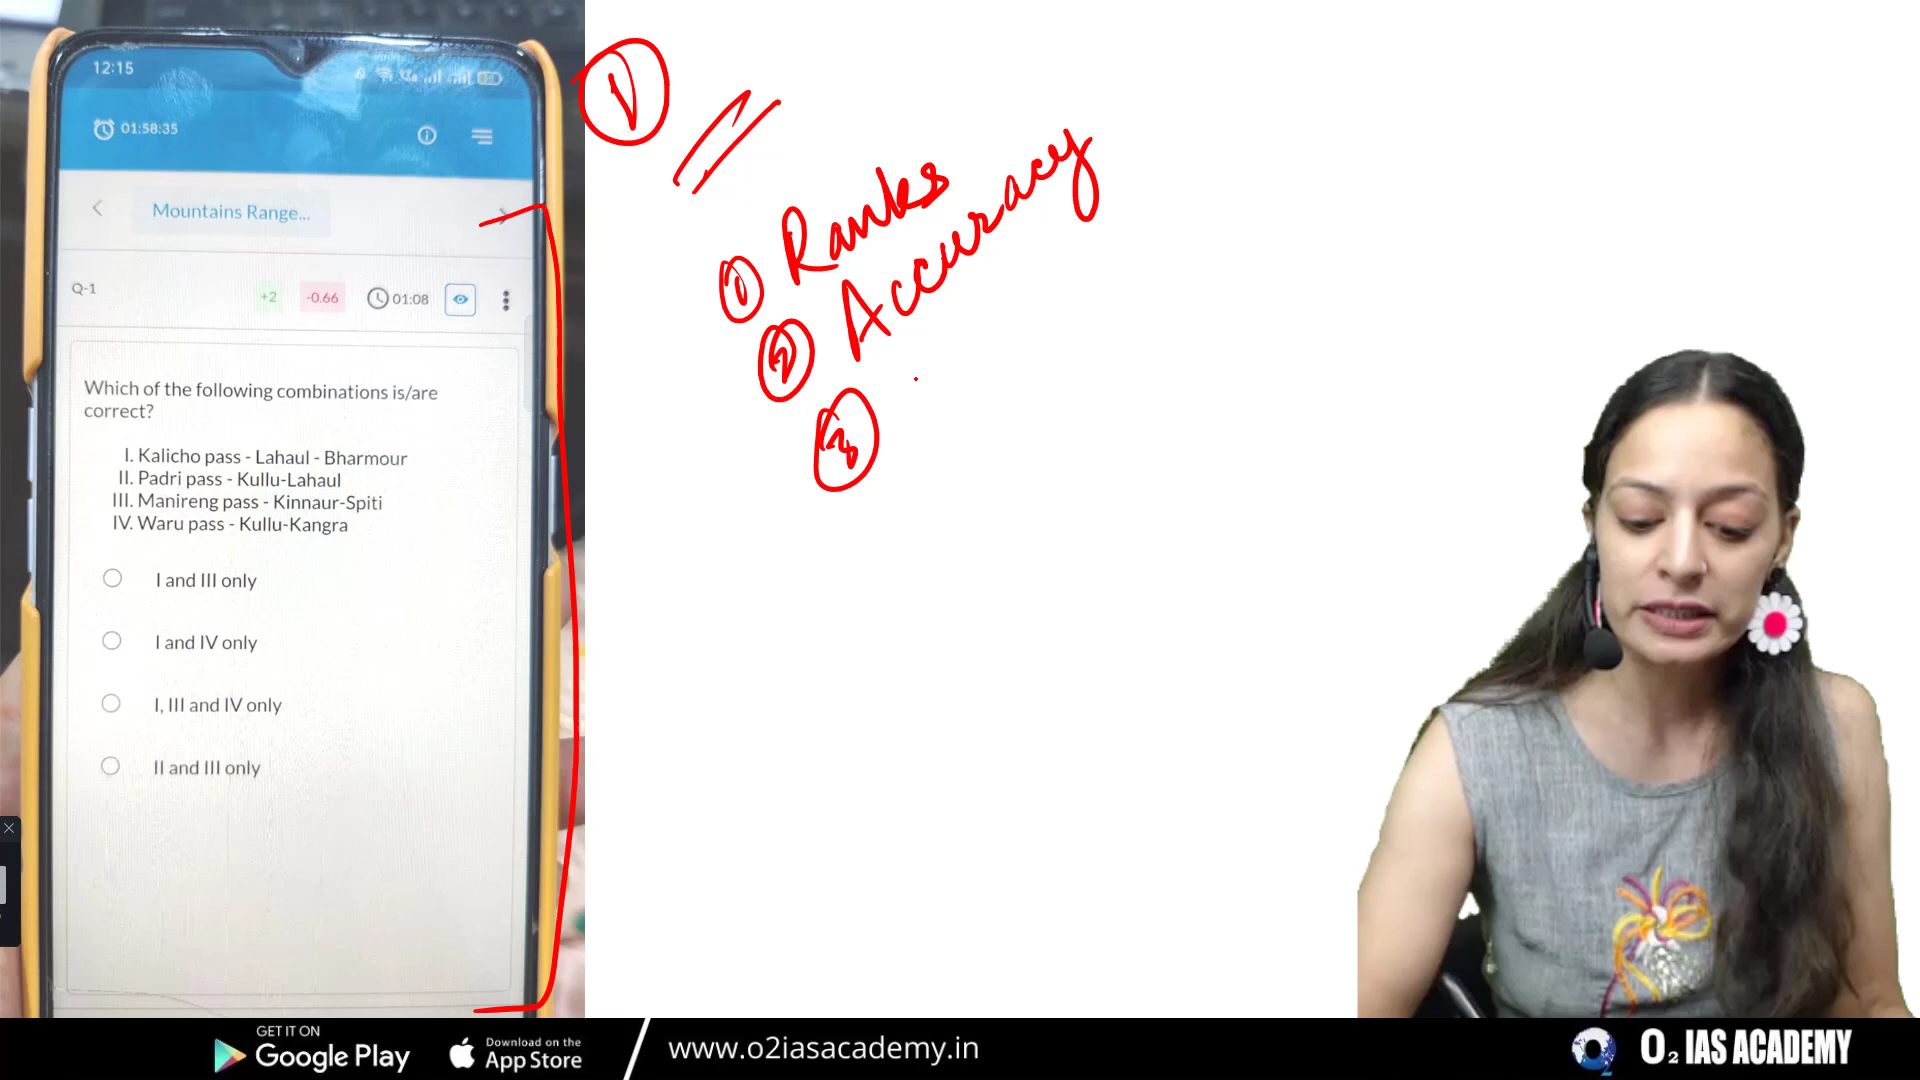 12:15
01:58:35
Mountains Range...
Q-1
+2
-0.66
01:08
Which of the following combinations is/are
correct?
I. Kalicho pass - Lahaul - Bharmour
II. Padri pass - Kullu-Lahaul
III. Manireng pass - Kinnaur-Spiti
IV. Waru pass - Kullu-Kangra
I and III only
I and IV only
I, III and IV only
II and III only
1
1 Ranks
2 Accuracy
3
GET IT ON
Google Play
Download on the
App Store
www.o2iasacademy.in
O2 IAS ACADEMY